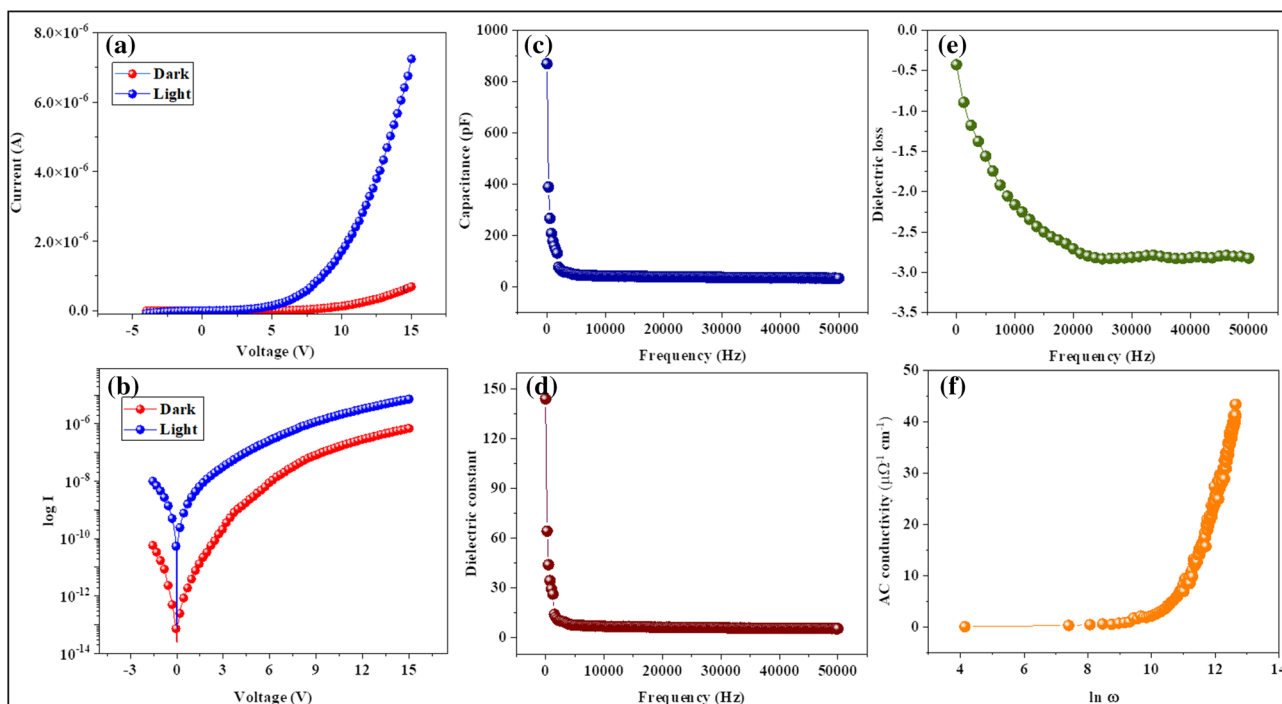 (a)
Dark
Light
8.0×10⁻⁶
6.0×10⁻⁶
4.0×10⁻⁶
2.0×10⁻⁶
0.0
Current (A)
-5 0 5 10 15
Voltage (V)
(c)
1000
800
600
400
200
0
Capacitance (pF)
0 10000 20000 30000 40000 50000
Frequency (Hz)
(e)
0.0
-0.5
-1.0
-1.5
-2.0
-2.5
-3.0
-3.5
Dielectric loss
0 10000 20000 30000 40000 50000
Frequency (Hz)
(b)
Dark
Light
10⁻⁶
10⁻⁸
10⁻¹⁰
10⁻¹²
10⁻¹⁴
log I
-3 0 3 6 9 12 15
Voltage (V)
(d)
150
120
90
60
30
0
Dielectric constant
0 10000 20000 30000 40000 50000
Frequency (Hz)
(f)
50
40
30
20
10
0
AC conductivity (μΩ⁻¹ cm⁻¹)
4 6 8 10 12 14
ln ω